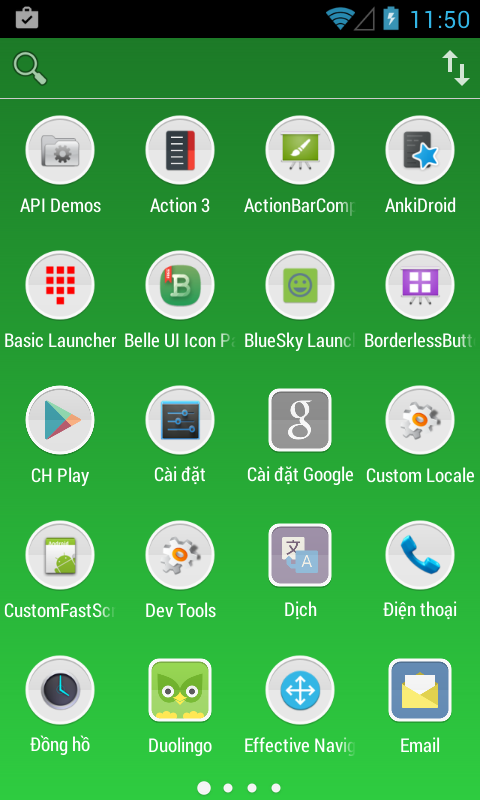 11:50
API Demos
Action 3
ActionBarComp
AnkiDroid
Basic Launcher
Belle UI Icon P
BlueSky Launc
BorderlessButt
CH Play
Cài đặt
Cài đặt Google
Custom Locale
CustomFastScr
Dev Tools
Dịch
Điện thoại
Đồng hồ
Duolingo
Effective Navig
Email